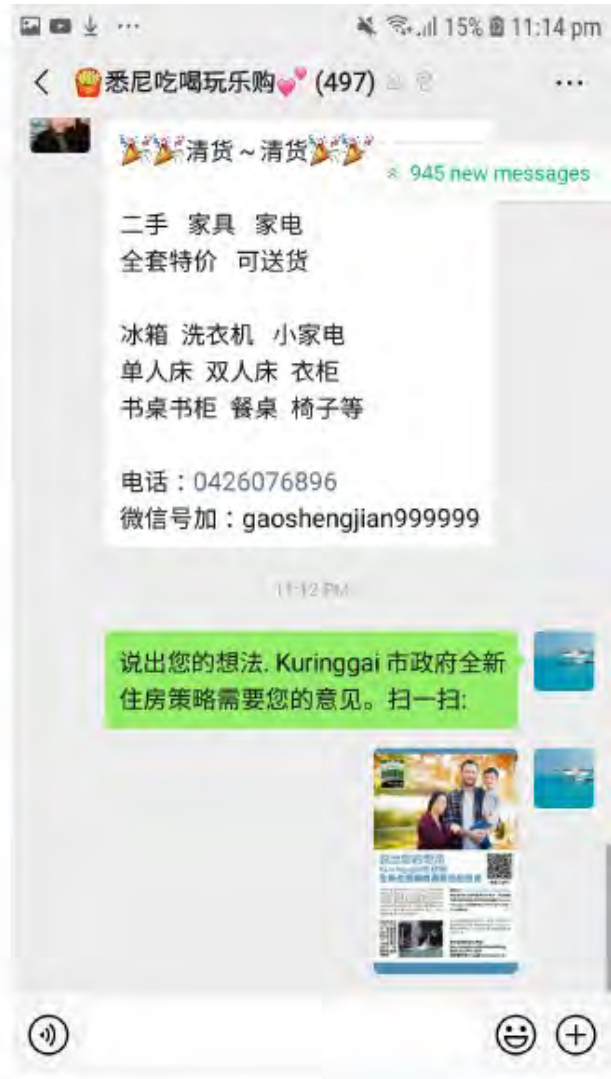 15% 11:14 pm
悉尼吃喝玩乐购 (497)
清货～清货
945 new messages
二手 家具 家电
全套特价 可送货
冰箱 洗衣机 小家电
单人床 双人床 衣柜
书桌书柜 餐桌 椅子等
电话：0426076896
微信号加：gaoshengjian999999
11:12 PM
说出您的想法. Kuringgai 市政府全新
住房策略需要您的意见。扫一扫:
说出您的想法